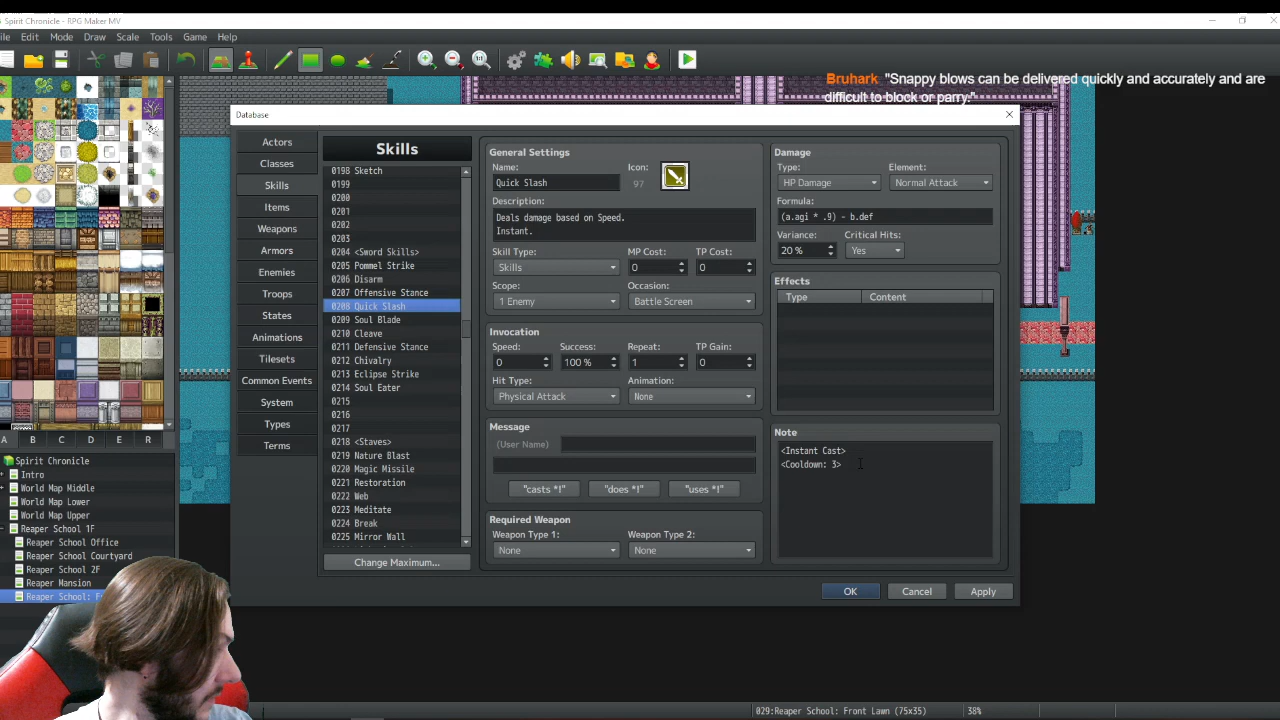 Spirit Chronicle - RPG Maker MV
ile Edit Mode Draw Scale Tools Game Help
Bruhark "Snappy blows can be delivered quickly and accurately and are
difficult to block or parry."
Database
Actors
Classes
Skills
Items
Weapons
Armors
Enemies
Troops
States
Animations
Tilesets
Common Events
System
Types
Terms
Skills
0198 Sketch
0199
0200
0201
0202
0203
0204 <Sword Skills>
0205 Pommel Strike
0206 Disarm
0207 Offensive Stance
0208 Quick Slash
0209 Soul Blade
0210 Cleave
0211 Defensive Stance
0212 Chivalry
0213 Eclipse Strike
0214 Soul Eater
0215
0216
0217
0218 <Staves>
0219 Nature Blast
0220 Magic Missile
0221 Restoration
0222 Web
0223 Meditate
0224 Break
0225 Mirror Wall
Change Maximum...
General Settings
Name: Icon:
Quick Slash 97
Description:
Deals damage based on Speed.
Instant.
Skill Type: MP Cost: TP Cost:
Skills 0 0
Scope: Occasion:
1 Enemy Battle Screen
Invocation
Speed: Success: Repeat: TP Gain:
0 100 % 1 0
Hit Type: Animation:
Physical Attack None
Message
(User Name)
"casts *!" "does *!" "uses *!"
Required Weapon
Weapon Type 1: Weapon Type 2:
None None
Damage
Type: Element:
HP Damage Normal Attack
Formula:
(a.agi * .9) - b.def
Variance: Critical Hits:
20 % Yes
Effects
Type Content
Note
<Instant Cast>
<Cooldown: 3>
OK Cancel Apply
A B C D E R
Spirit Chronicle
Intro
World Map Middle
World Map Lower
World Map Upper
Reaper School 1F
Reaper School Office
Reaper School Courtyard
Reaper School 2F
Reaper Mansion
Reaper School: F
029:Reaper School: Front Lawn (75x35) 38%